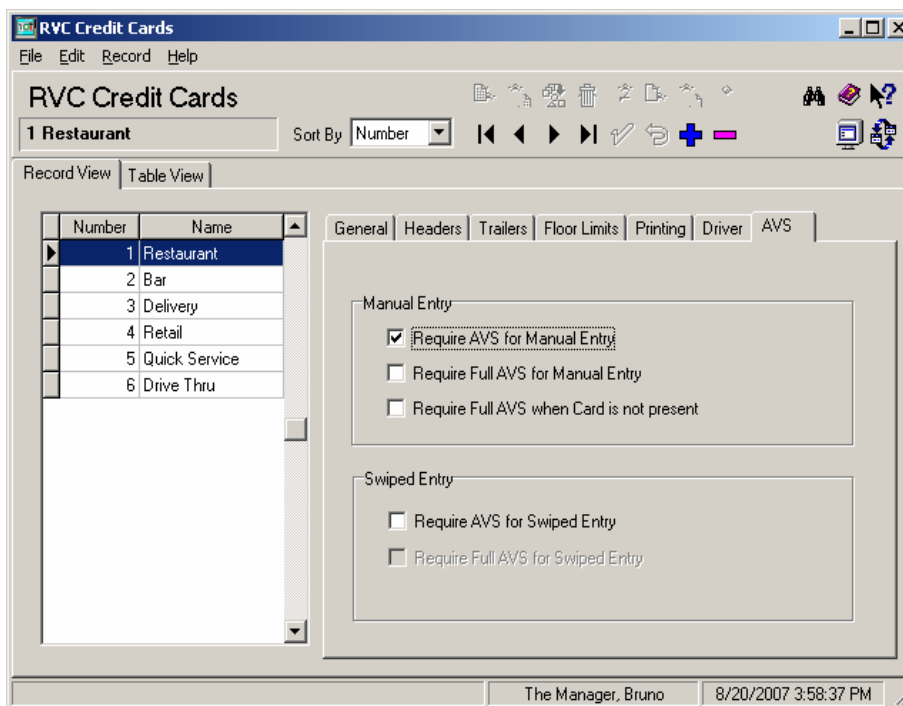 RVC Credit Cards
File Edit Record Help
RVC Credit Cards
1 Restaurant
Sort By Number
Record View Table View
Number Name
1 Restaurant
2 Bar
3 Delivery
4 Retail
5 Quick Service
6 Drive Thru
General Headers Trailers Floor Limits Printing Driver AVS
Manual Entry
Require AVS for Manual Entry
Require Full AVS for Manual Entry
Require Full AVS when Card is not present
Swiped Entry
Require AVS for Swiped Entry
Require Full AVS for Swiped Entry
The Manager, Bruno 8/20/2007 3:58:37 PM